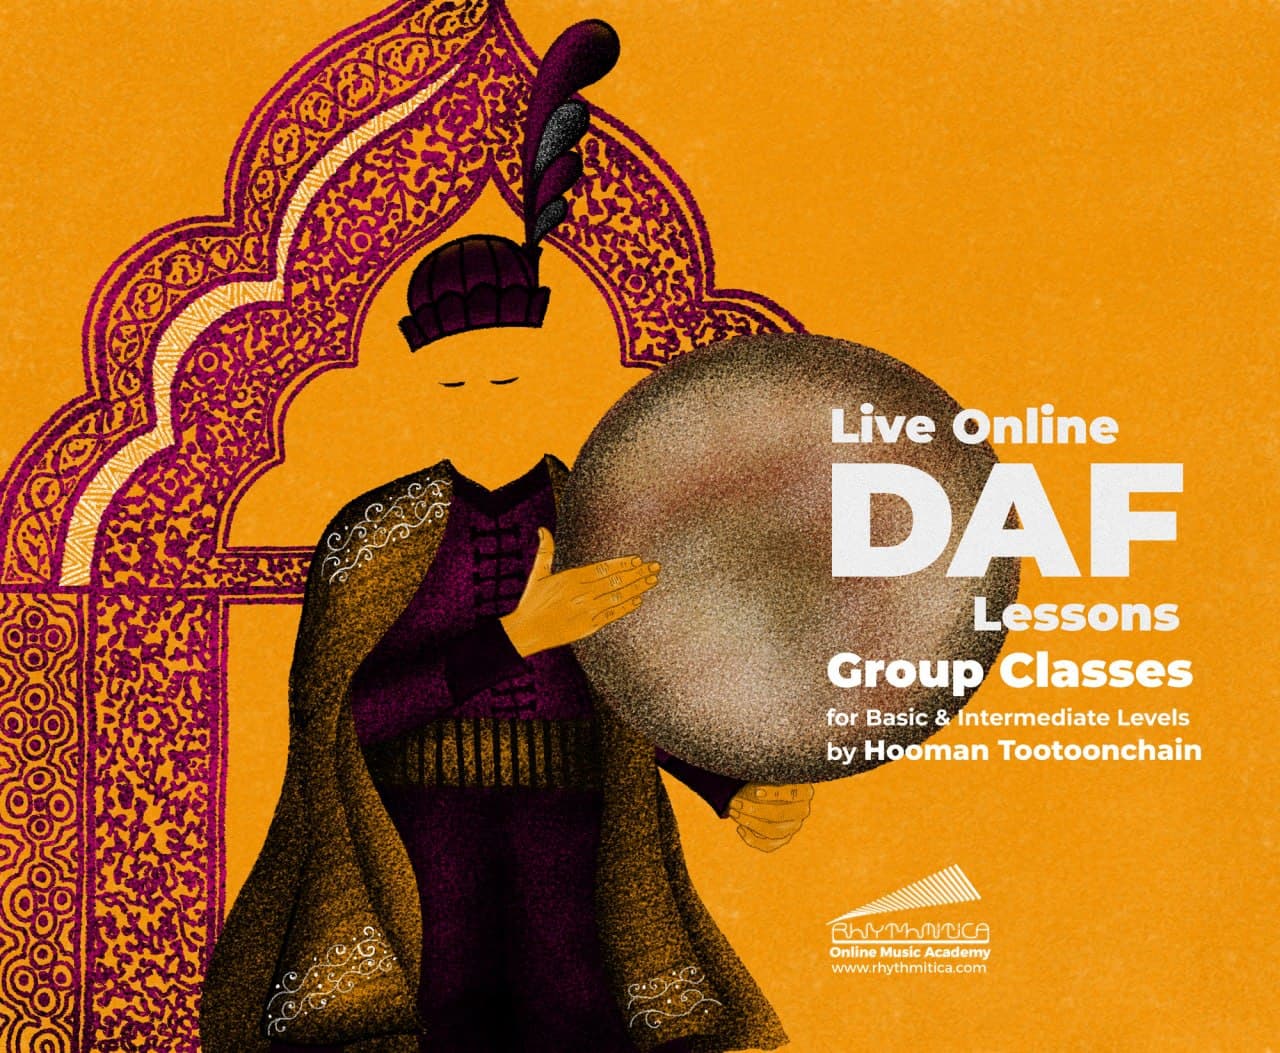 Live Online
DAF
Lessons
Group Classes
for Basic & Intermediate Levels
by Hooman Tootoonchain
RHYTHMITICA
Online Music Academy
www.rhythmitica.com